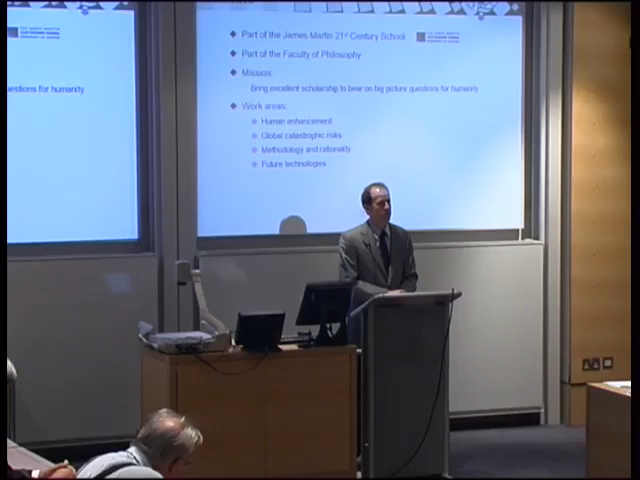 Part of the James Martin 21st Century School
Part of the Faculty of Philosophy
Mission:
Bring excellent scholarship to bear on big picture questions for humanity
Work areas:
Human enhancement
Global catastrophic risks
Methodology and rationality
Future technologies
estions for humanity